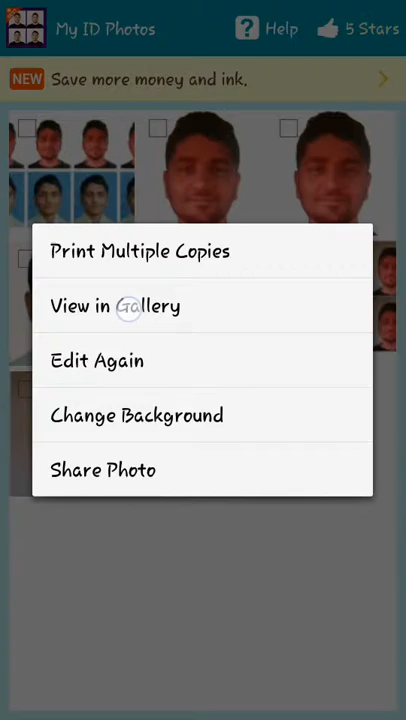 My ID Photos
Help
5 Stars
NEW Save more money and ink.
Print Multiple Copies
View in Gallery
Edit Again
Change Background
Share Photo